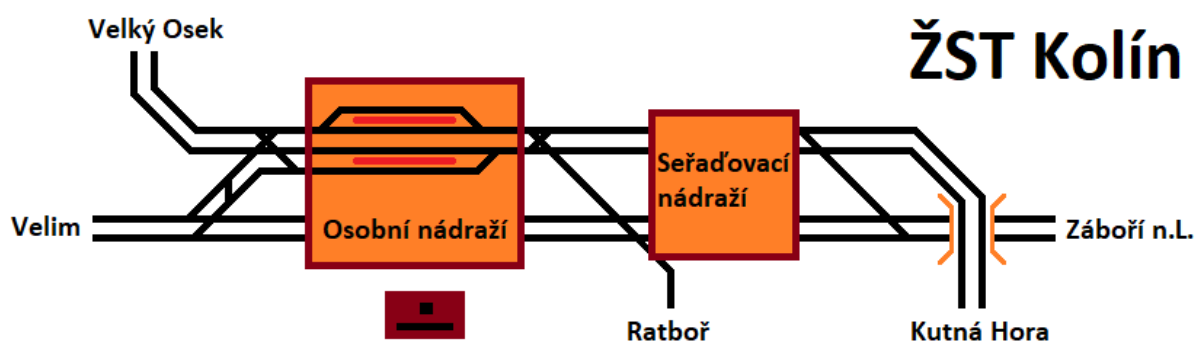 Velký Osek
ŽST Kolín
Seřaďovací
nádraží
Velim
Osobní nádraží
Záboří n.L.
Ratboř
Kutná Hora